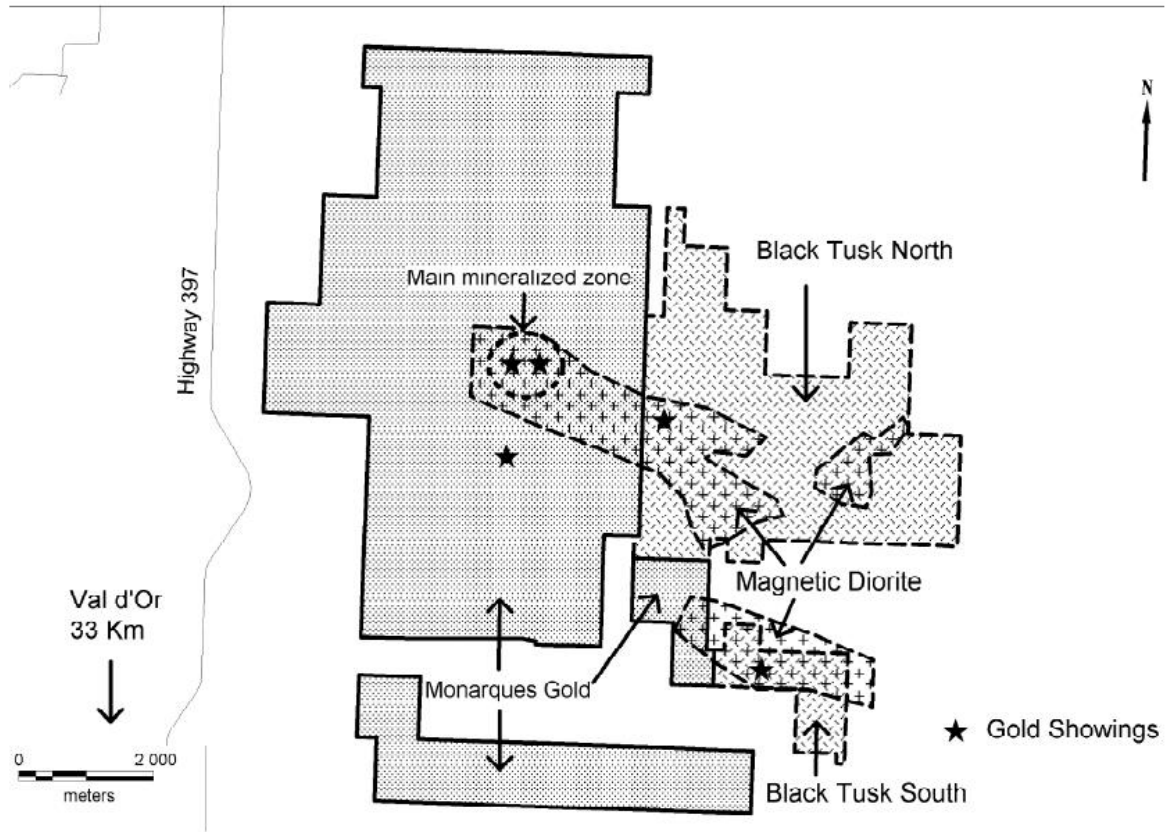 N
Black Tusk North
Main mineralized zone
Highway 397
Magnetic Diorite
Val d'Or
33 Km
Monarques Gold
★ Gold Showings
0 2 000
meters
Black Tusk South